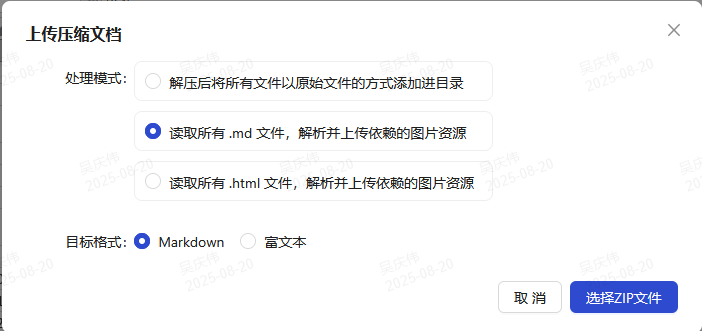 上传压缩文档
处理模式：
解压后将所有文件以原始文件的方式添加进目录
读取所有 .md 文件，解析并上传依赖的图片资源
读取所有 .html 文件，解析并上传依赖的图片资源
目标格式： Markdown 富文本
取 消 选择ZIP文件
吴庆伟
2025-08-20